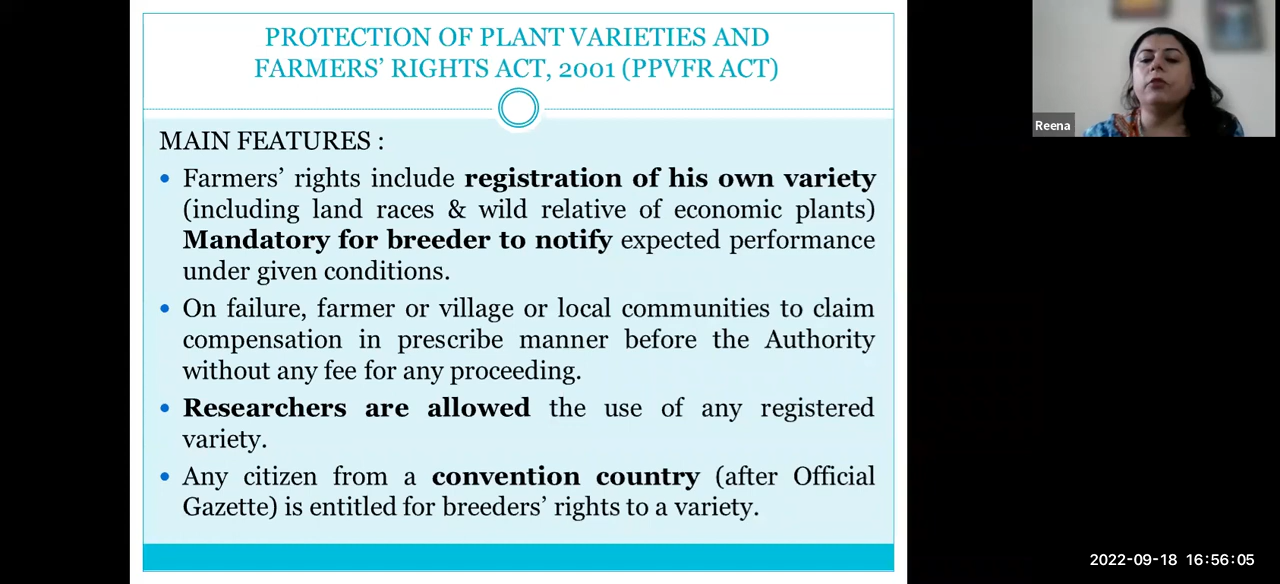 PROTECTION OF PLANT VARIETIES AND
FARMERS' RIGHTS ACT, 2001 (PPVFR ACT)
MAIN FEATURES :
• Farmers' rights include registration of his own variety
(including land races & wild relative of economic plants)
Mandatory for breeder to notify expected performance
under given conditions.
• On failure, farmer or village or local communities to claim
compensation in prescribe manner before the Authority
without any fee for any proceeding.
• Researchers are allowed the use of any registered
variety.
• Any citizen from a convention country (after Official
Gazette) is entitled for breeders' rights to a variety.
Reena
2022-09-18 16:56:05